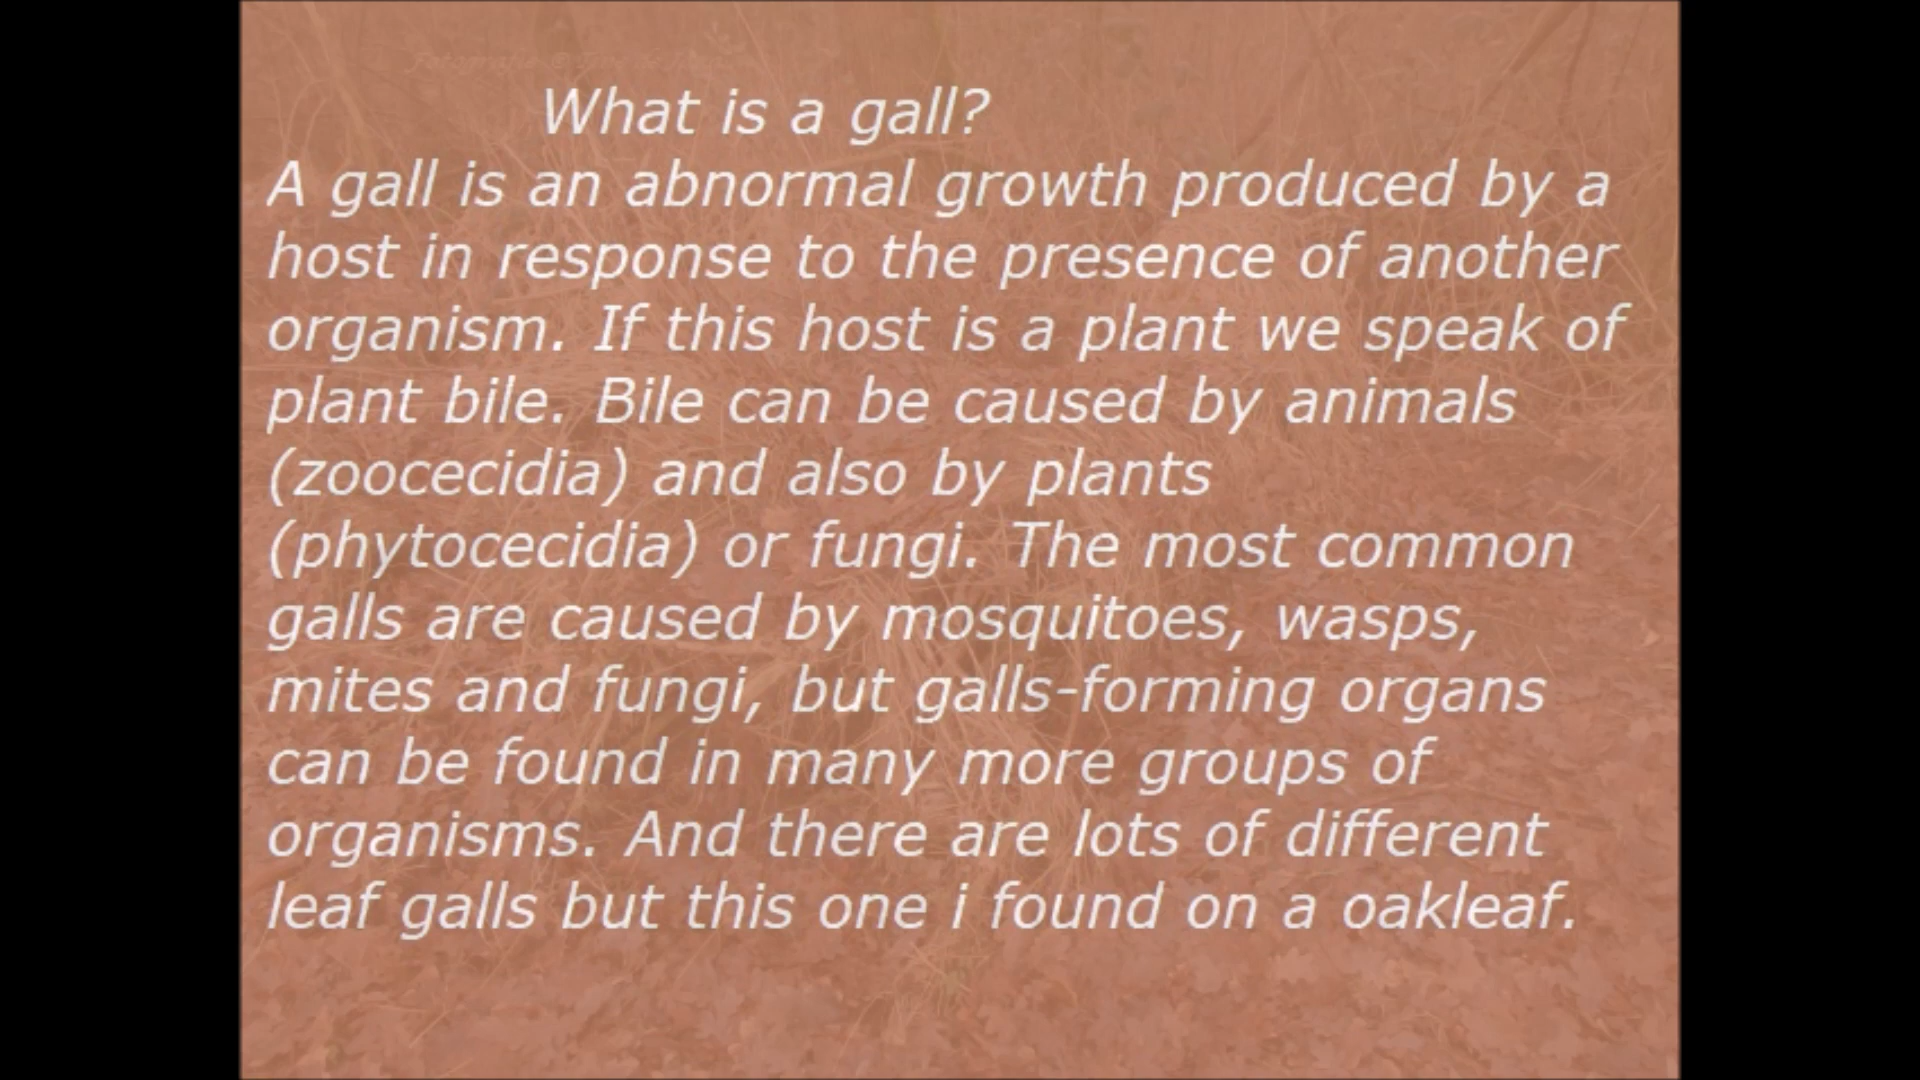 What is a gall?
A gall is an abnormal growth produced by a
host in response to the presence of another
organism. If this host is a plant we speak of
plant bile. Bile can be caused by animals
(zoocecidia) and also by plants
(phytocecidia) or fungi. The most common
galls are caused by mosquitoes, wasps,
mites and fungi, but galls-forming organs
can be found in many more groups of
organisms. And there are lots of different
leaf galls but this one i found on a oakleaf.